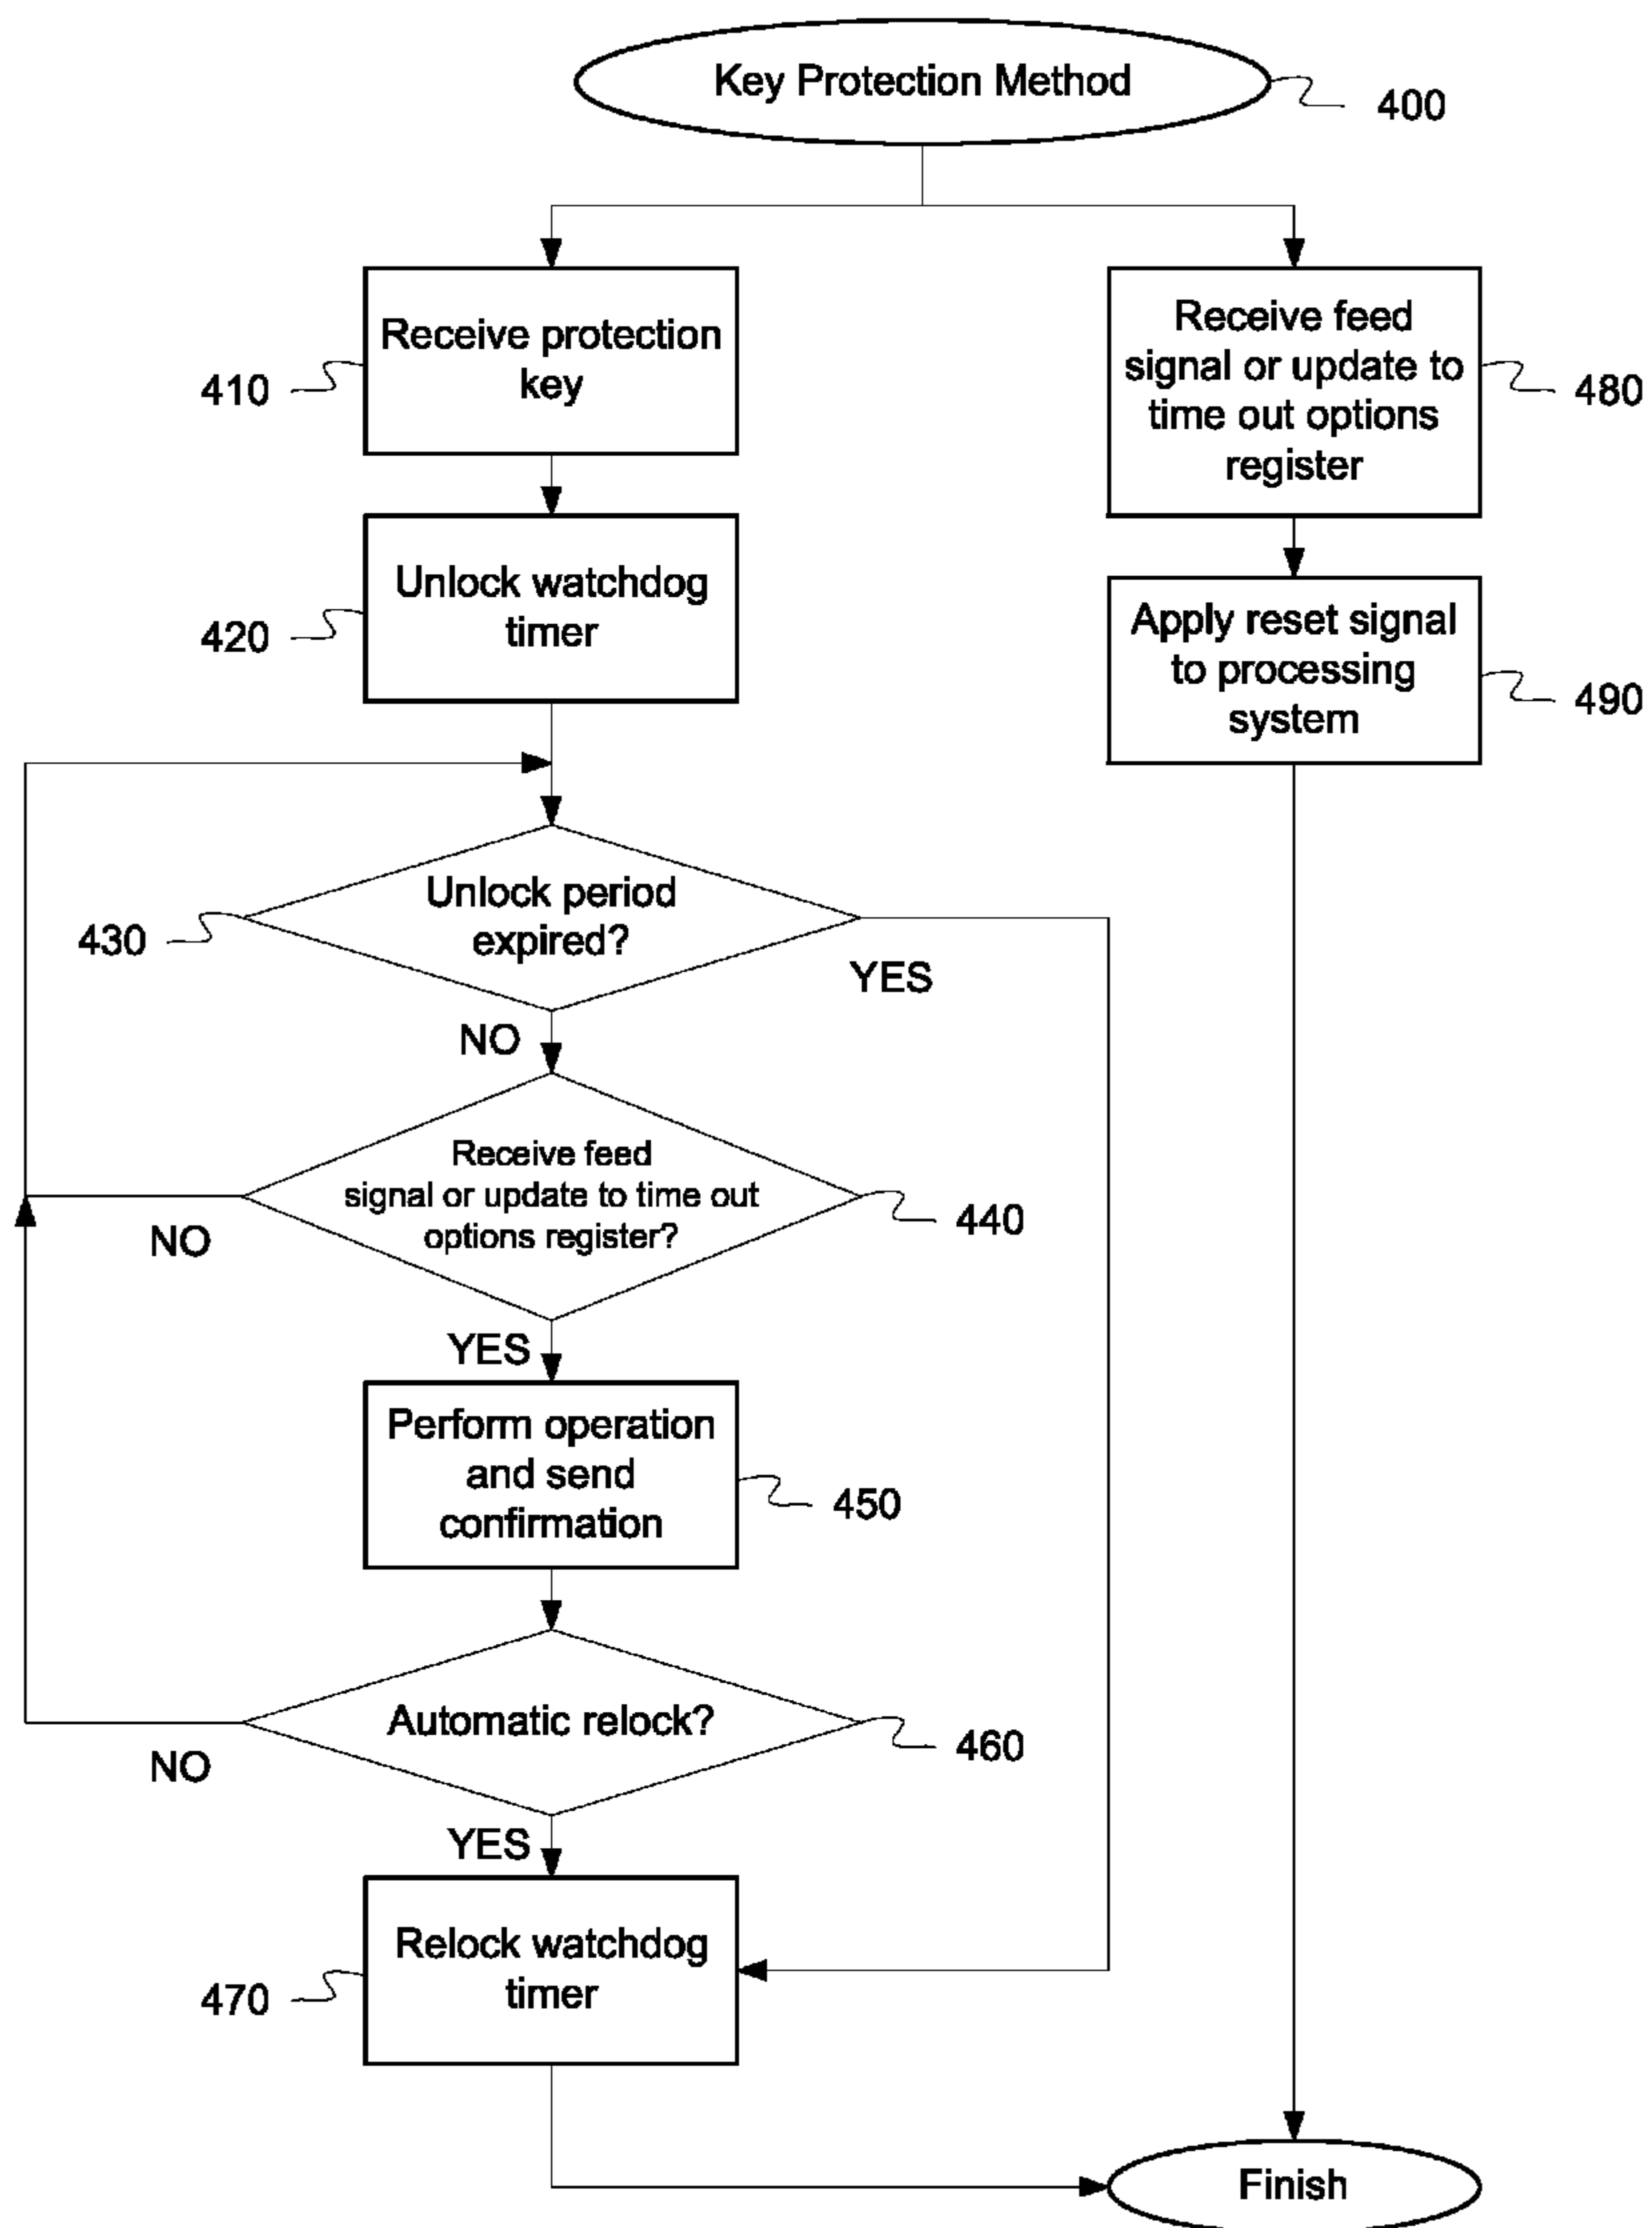 Key Protection Method
400
Receive protection
key
410
Receive feed
signal or update to
time out options
register
480
Unlock watchdog
timer
420
Apply reset signal
to processing
system
490
Unlock period
expired?
430
YES
NO
Receive feed
signal or update to time out
options register?
440
NO
YES
Perform operation
and send
confirmation
450
Automatic relock?
460
NO
YES
Relock watchdog
timer
470
Finish